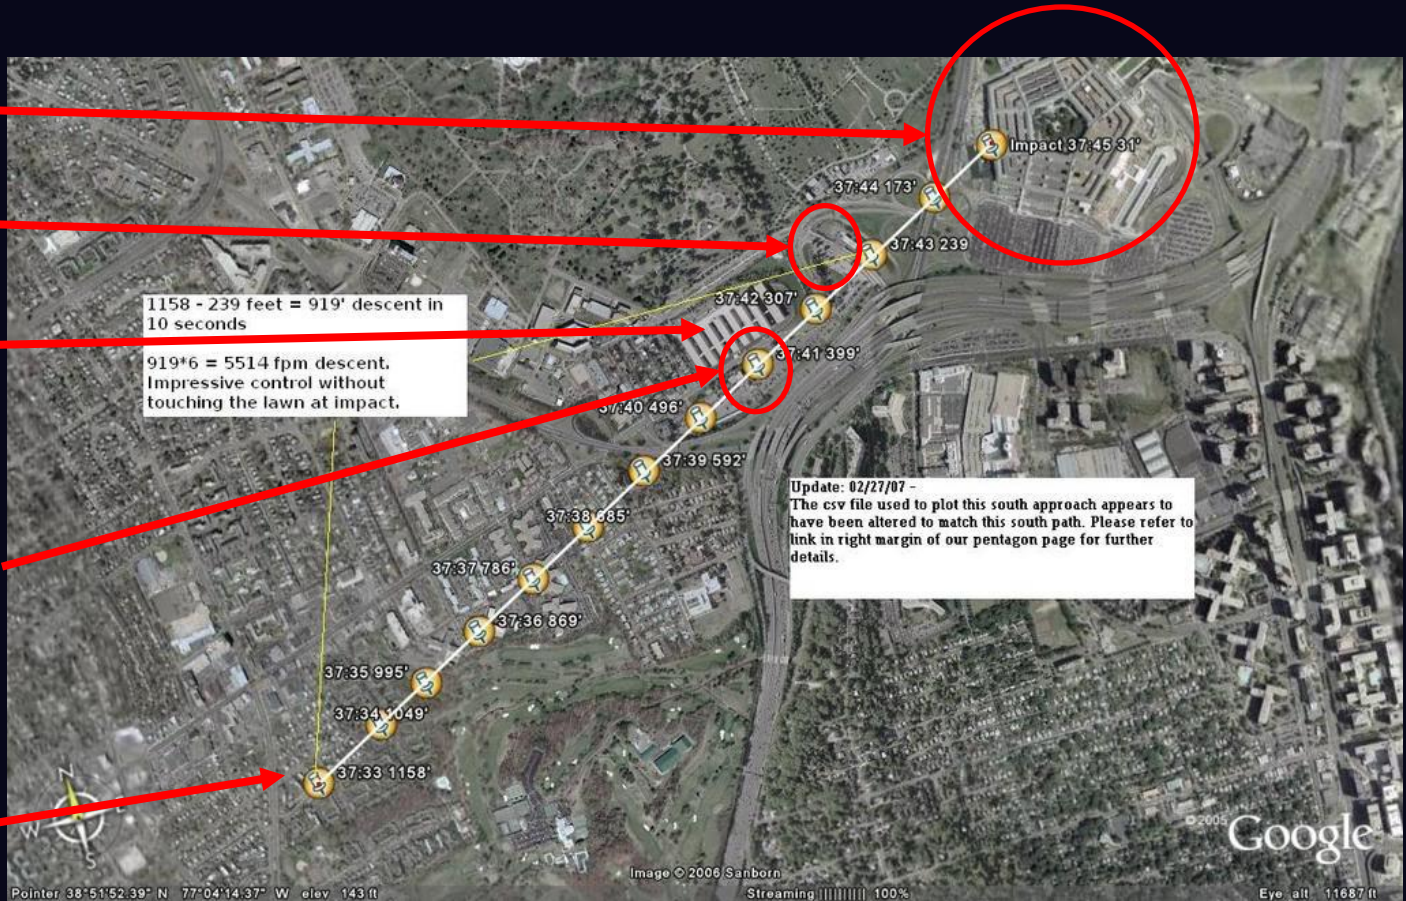 Impact 37:45 31'
37:44 173'
37:43 239
37:42 307'
1158 - 239 feet = 919' descent in
10 seconds
919*6 = 5514 fpm descent.
Impressive control without
touching the lawn at impact.
37:41 399'
37:40 496'
37:39 592'
Update: 02/27/07 -
The csv file used to plot this south approach appears to
have been altered to match this south path. Please refer to
link in right margin of our pentagon page for further
details.
37:38 685'
37:37 786'
37:36 869'
37:35 995'
37:34 1049'
37:33 1158'
N
W
E
S
©2005 Google
Image © 2006 Sanborn
Pointer 38°51'52.39" N 77°04'14.37" W elev 143 ft
Streaming |||||||||| 100%
Eye alt 11687 ft